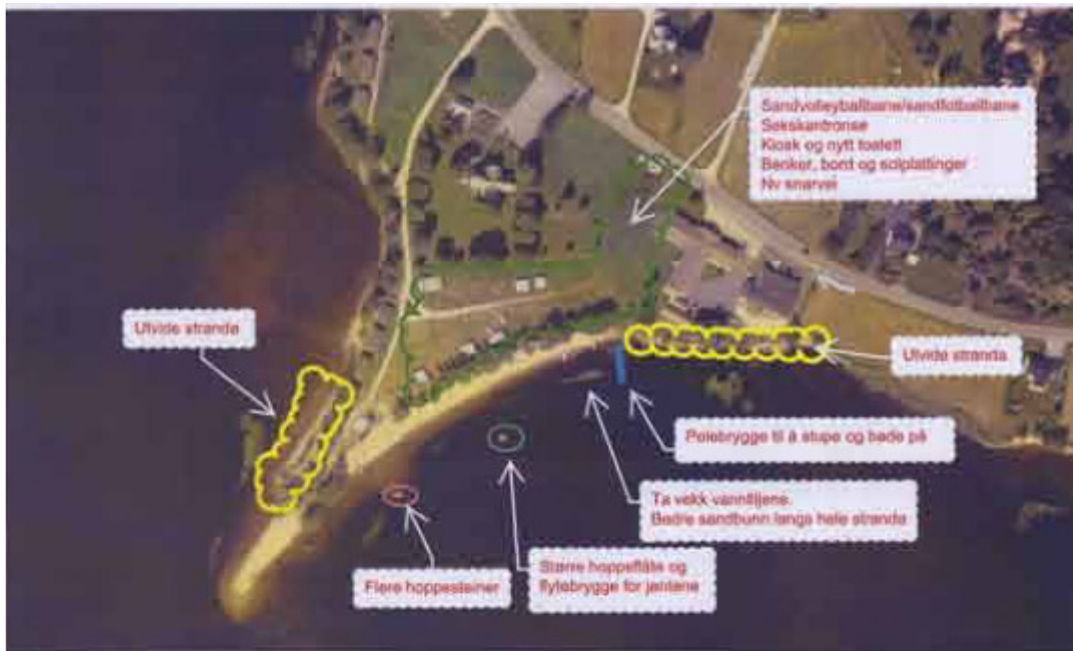 Sandvolleyballbane/sandfotballbane
Sekskantronse
Kiosk og nytt toalett
Benker, bord og solplattinger
Ny snarvei
Utvide stranda
Utvide stranda
Pelebrygge til å stupe og bade på
Ta vekk vannliljene.
Bedre sandbunn langs hele stranda
Større hoppeflåte og
flytebrygge for jentene
Flere hoppesteiner